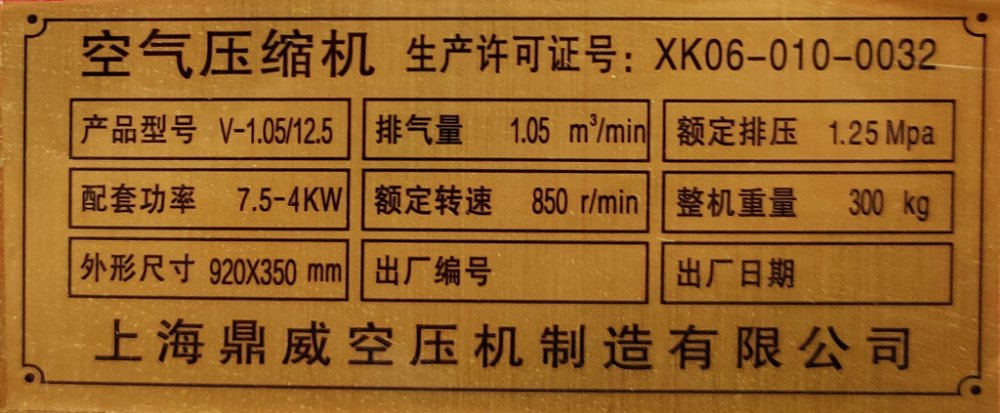 空气压缩机 生产许可证号：XK06-010-0032
产品型号 V-1.05/12.5 排气量 1.05 m³/min 额定排压 1.25 Mpa
配套功率 7.5-4KW 额定转速 850 r/min 整机重量 300 kg
外形尺寸 920X350 mm 出厂编号 出厂日期
上海鼎威空压机制造有限公司